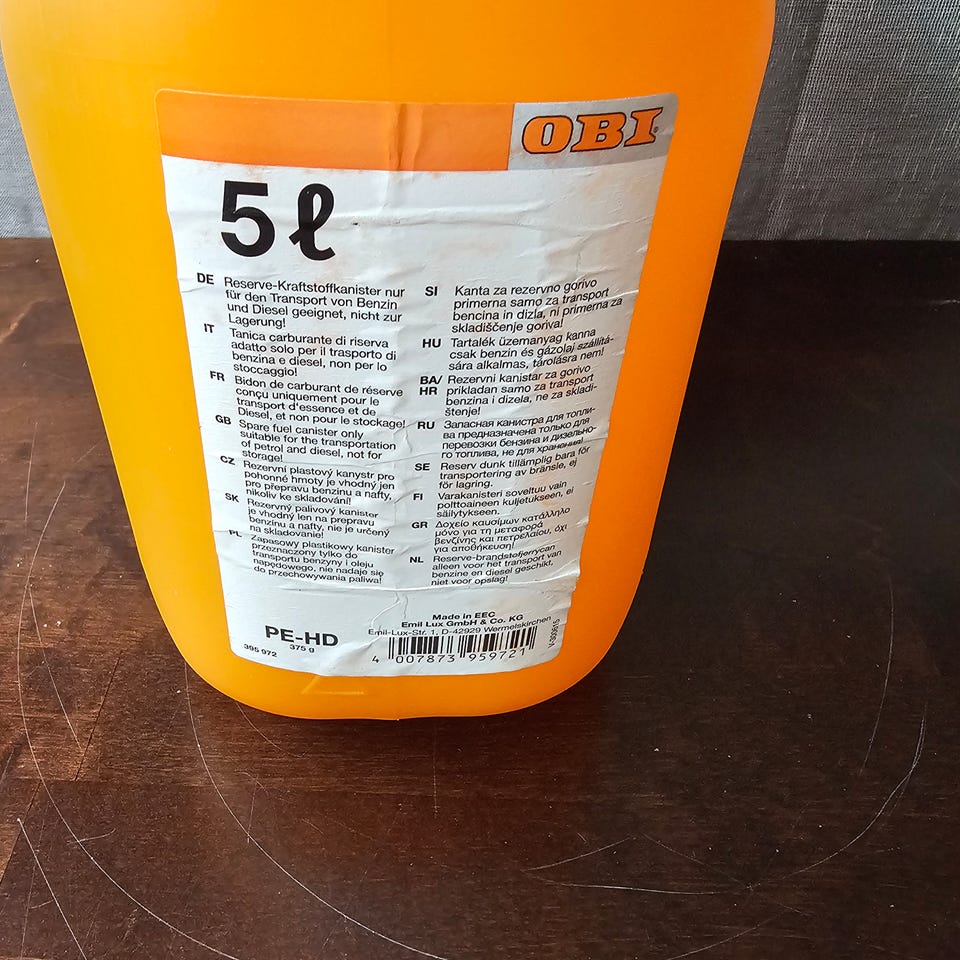 OBI
5 ℓ
DE Reserve-Kraftstoffkanister nur
für den Transport von Benzin
und Diesel geeignet, nicht zur
Lagerung!
IT Tanica carburante di riserva
adatto solo per il trasporto di
benzina e diesel, non per lo
stoccaggio!
FR Bidon de carburant de réserve
conçu uniquement pour le
transport d'essence et de
Diesel, et non pour le stockage!
GB Spare fuel canister only
suitable for the transportation
of petrol and diesel, not for
storage!
CZ Rezervní plastový kanystr pro
pohonné hmoty je vhodný jen
pro přepravu benzinu a nafty,
nikoliv ke skladování!
SK Rezervný palivový kanister
je vhodný len na prepravu
benzínu a nafty, nie je určený
na skladovanie!
PL Zapasowy plastikowy kanister
przeznaczony tylko do
transportu benzyny i oleju
napędowego, nie nadaje się
do przechowywania paliwa!
SI Kanta za rezervno gorivo
primerna samo za transport
bencina in dizla, ni primerna za
skladiščenje goriva!
HU Tartalék üzemanyag kanna
csak benzin és gázolaj szállítá-
sára alkalmas, tárolásra nem!
BA/ Rezervni kanistar za gorivo
HR prikladan samo za transport
benzina i dizela, ne za skladi-
štenje!
RU Запасная канистра для топли-
ва предназначена только для
перевозки бензина и дизельно-
го топлива, не для хранения!
SE Reserv dunk tillämplig bara för
transportering av bränsle, ej
för lagring.
FI Varakanisteri soveltuu vain
polttoaineen kuljetukseen, ei
säilytykseen.
GR Δοχείο καυσίμων κατάλληλο
μόνο για τη μεταφορά
βενζίνης και πετρελαίου, όχι
για αποθήκευση!
NL Reserve-brandstofjerrycan
alleen voor het transport van
benzine en diesel geschikt,
niet voor opslag!
Made in EEC
Emil Lux GmbH & Co. KG
Emil-Lux-Str. 1, D-42929 Wermelskirchen
PE-HD
375 g
395 972
4 007873 959721
V-300615